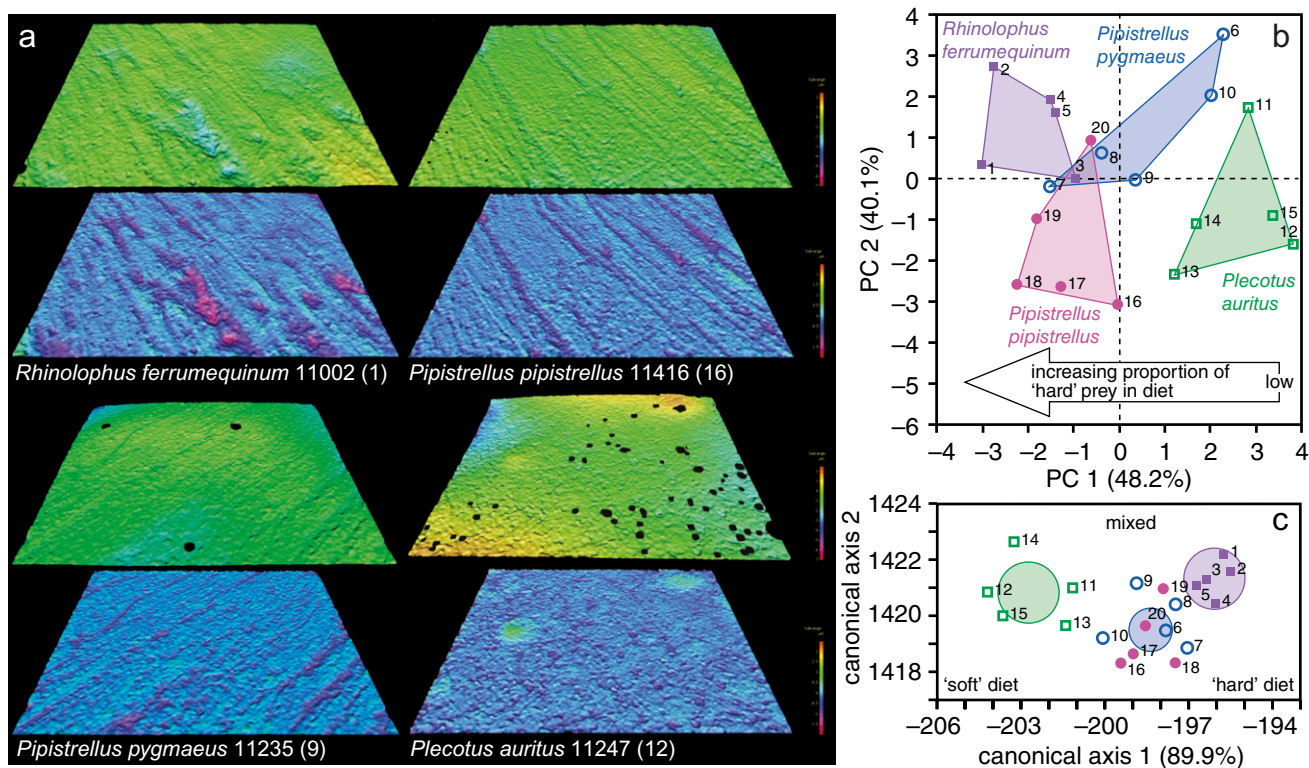 a
Rhinolophus ferrumequinum 11002 (1)
Pipistrellus pipistrellus 11416 (16)
Pipistrellus pygmaeus 11235 (9)
Plecotus auritus 11247 (12)
b
Rhinolophus
ferrumequinum
Pipistrellus
pygmaeus
Pipistrellus
pipistrellus
Plecotus
auritus
1
2
3
4
5
6
7
8
9
10
11
12
13
14
15
16
17
18
19
20
increasing proportion of
'hard' prey in diet
low
PC 2 (40.1%)
4
3
2
1
0
–1
–2
–3
–4
–5
–6
–4 –3 –2 –1 0 1 2 3 4
PC 1 (48.2%)
c
mixed
'soft' diet
'hard' diet
1
2
3
4
5
6
7
8
9
10
11
12
13
14
15
16
17
18
19
20
canonical axis 2
1424
1422
1420
1418
–206 –203 –200 –197 –194
canonical axis 1 (89.9%)